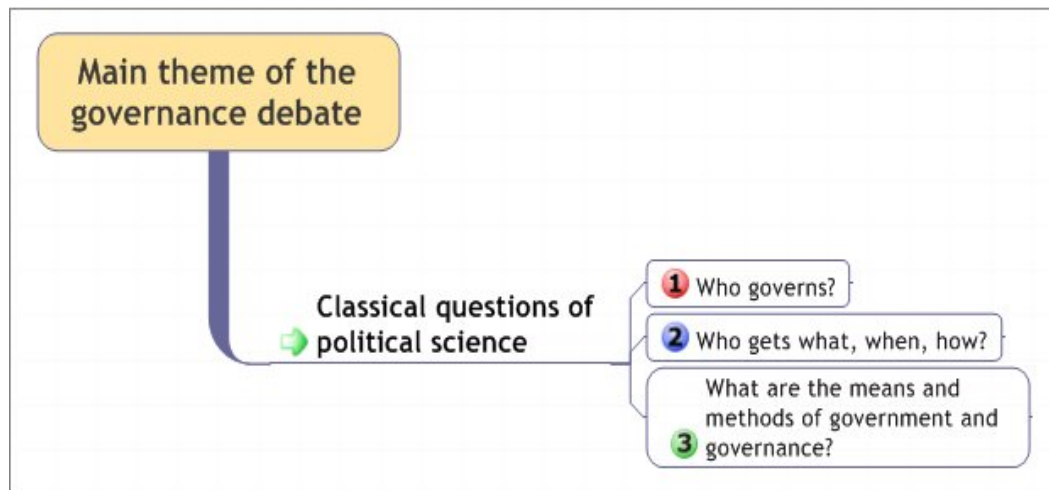 Main theme of the
governance debate
Classical questions of
political science
1 Who governs?
2 Who gets what, when, how?
What are the means and
methods of government and
3 governance?